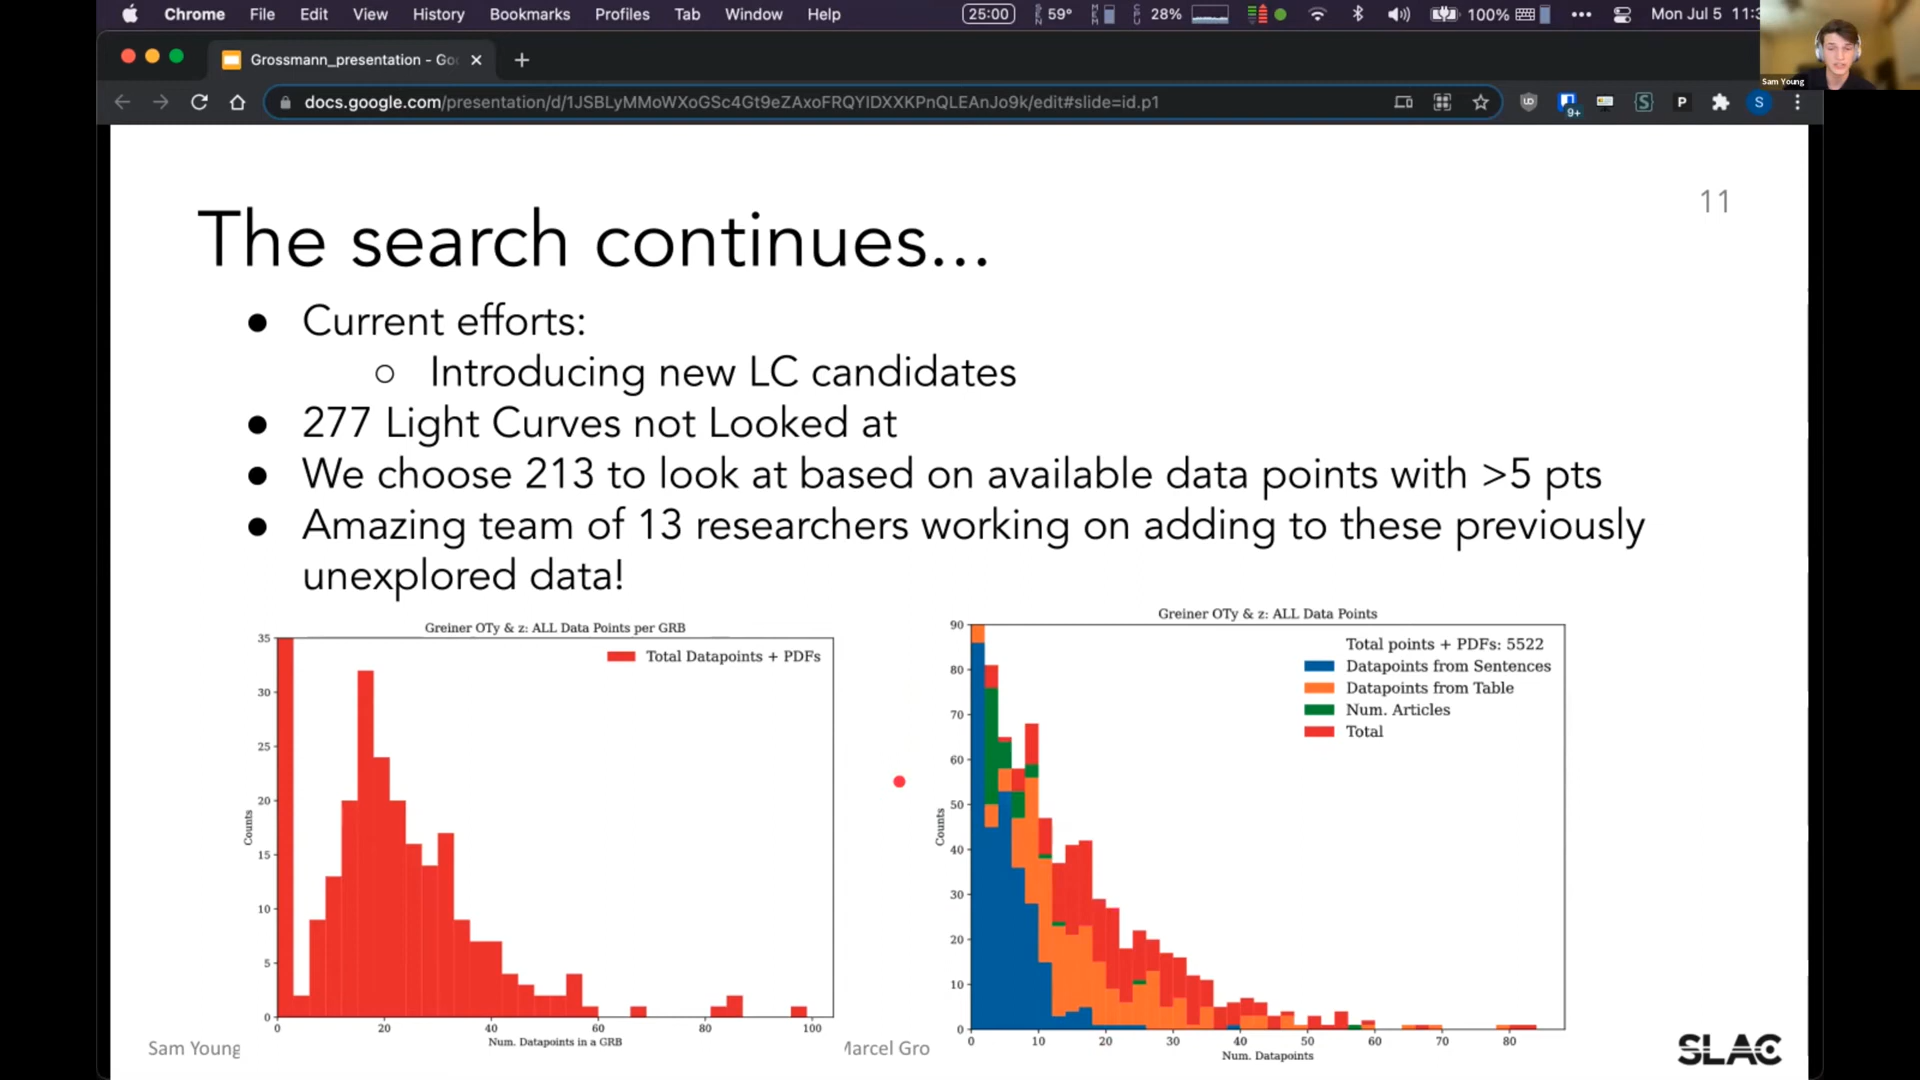 Chrome File Edit View History Bookmarks Profiles Tab Window Help 25:00 SEN 59° MEM CPU 28% 100% Mon Jul 5 11:3
Sam Young
Grossmann_presentation - Goo
docs.google.com/presentation/d/1JSBLyMMoWXoGSc4Gt9eZAxoFRQYIDXXKPnQLEAnJo9k/edit#slide=id.p1
9+
S
P
S
11
The search continues...
Current efforts:
Introducing new LC candidates
277 Light Curves not Looked at
We choose 213 to look at based on available data points with >5 pts
Amazing team of 13 researchers working on adding to these previously
unexplored data!
Greiner OTy & z: ALL Data Points per GRB
Total Datapoints + PDFs
35
30
25
20
15
10
5
0
Counts
0 20 40 60 80 100
Num. Datapoints in a GRB
Greiner OTy & z: ALL Data Points
Total points + PDFs: 5522
Datapoints from Sentences
Datapoints from Table
Num. Articles
Total
90
80
70
60
50
40
30
20
10
0
Counts
0 10 20 30 40 50 60 70 80
Num. Datapoints
Sam Young
Marcel Gro
SLAC